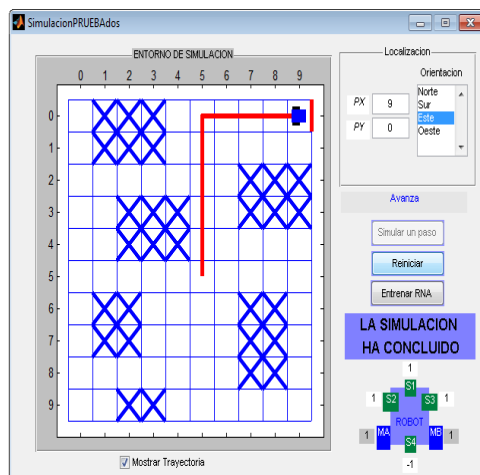 SimulacionPRUEBAdos
ENTORNO DE SIMULACION
0 1 2 3 4 5 6 7 8 9
0
1
2
3
4
5
6
7
8
9
Mostrar Trayectoria
Localizacion
Orientacion
PX 9
PY 0
Norte
Sur
Este
Oeste
Avanza
Simular un paso
Reiniciar
Entrenar RNA
LA SIMULACION
HA CONCLUIDO
1
S1
1 S2 S3 1
ROBOT
1 MA MB 1
S4
-1